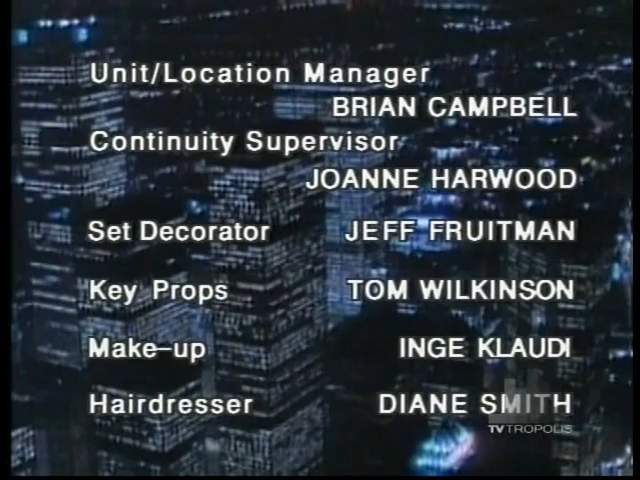 Unit/Location Manager
BRIAN CAMPBELL
Continuity Supervisor
JOANNE HARWOOD
Set Decorator JEFF FRUITMAN
Key Props TOM WILKINSON
Make-up INGE KLAUDI
Hairdresser DIANE SMITH
TVTROPOLIS